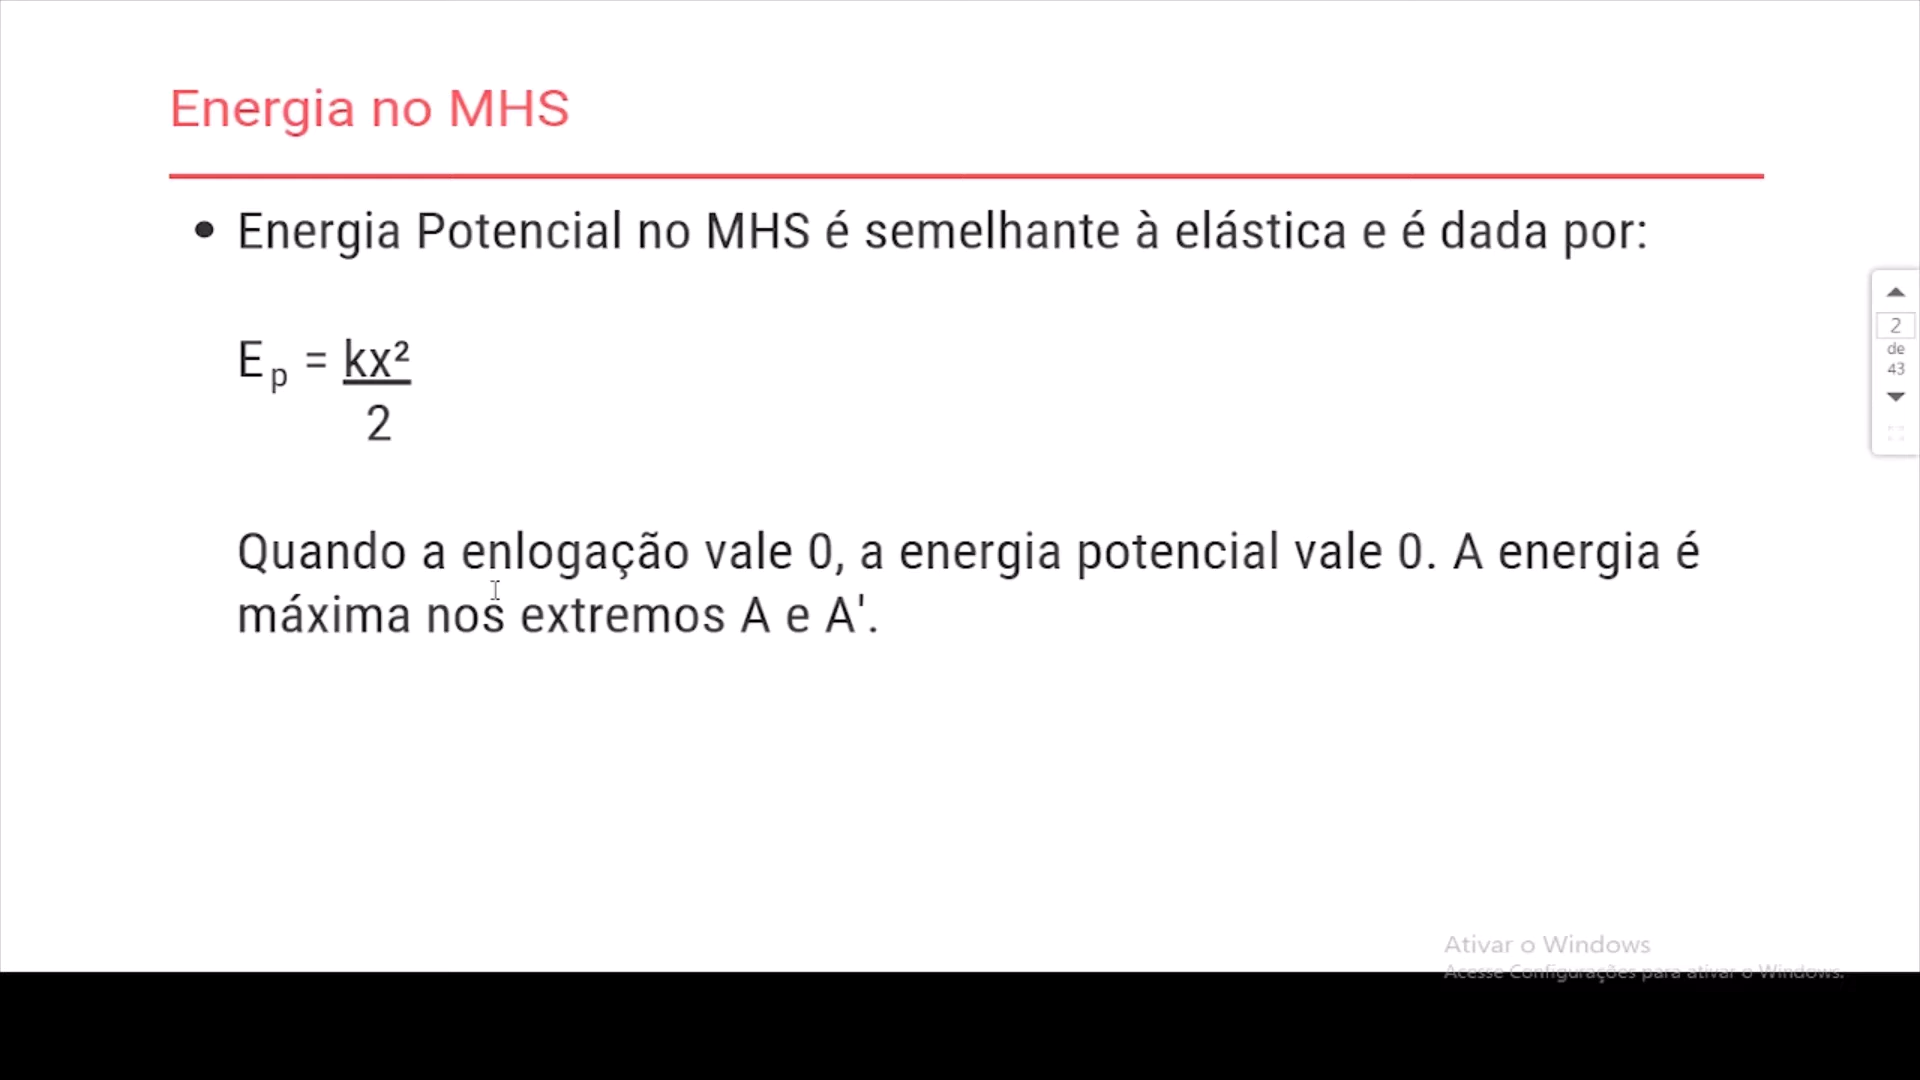 Energia no MHS
• Energia Potencial no MHS é semelhante à elástica e é dada por:
E p = kx²
2
Quando a enlogação vale 0, a energia potencial vale 0. A energia é
máxima nos extremos A e A'.
2
de
43
Ativar o Windows
Acesse Configurações para ativar o Windows.